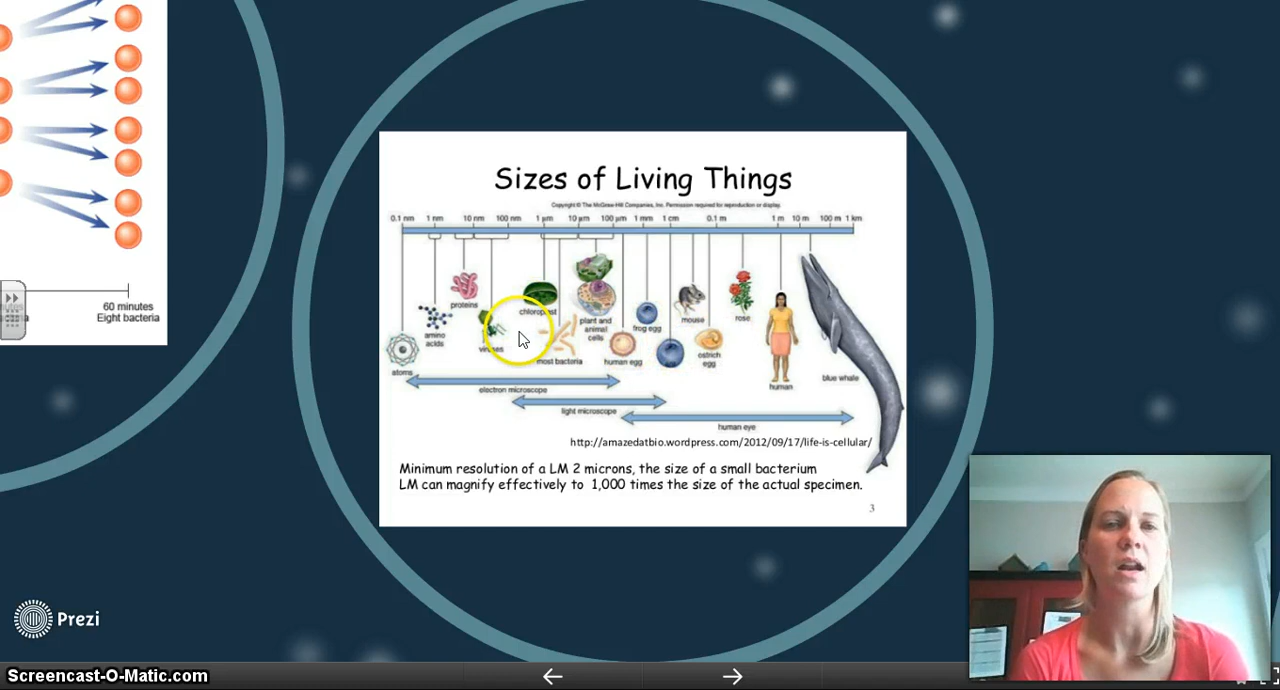 Sizes of Living Things
Copyright © The McGraw-Hill Companies, Inc. Permission required for reproduction or display.
0.1 nm 1 nm 10 nm 100 nm 1 µm 10 µm 100 µm 1 mm 1 cm 0.1 m 1 m 10 m 100 m 1 km
proteins
chloroplast
amino
acids
plant and
animal
cells
frog egg
mouse
rose
viruses
most bacteria
human egg
ostrich
egg
atoms
human
blue whale
electron microscope
light microscope
human eye
http://amazedatbio.wordpress.com/2012/09/17/life-is-cellular/
Minimum resolution of a LM 2 microns, the size of a small bacterium
LM can magnify effectively to 1,000 times the size of the actual specimen.
3
60 minutes
Eight bacteria
Prezi
Screencast-O-Matic.com